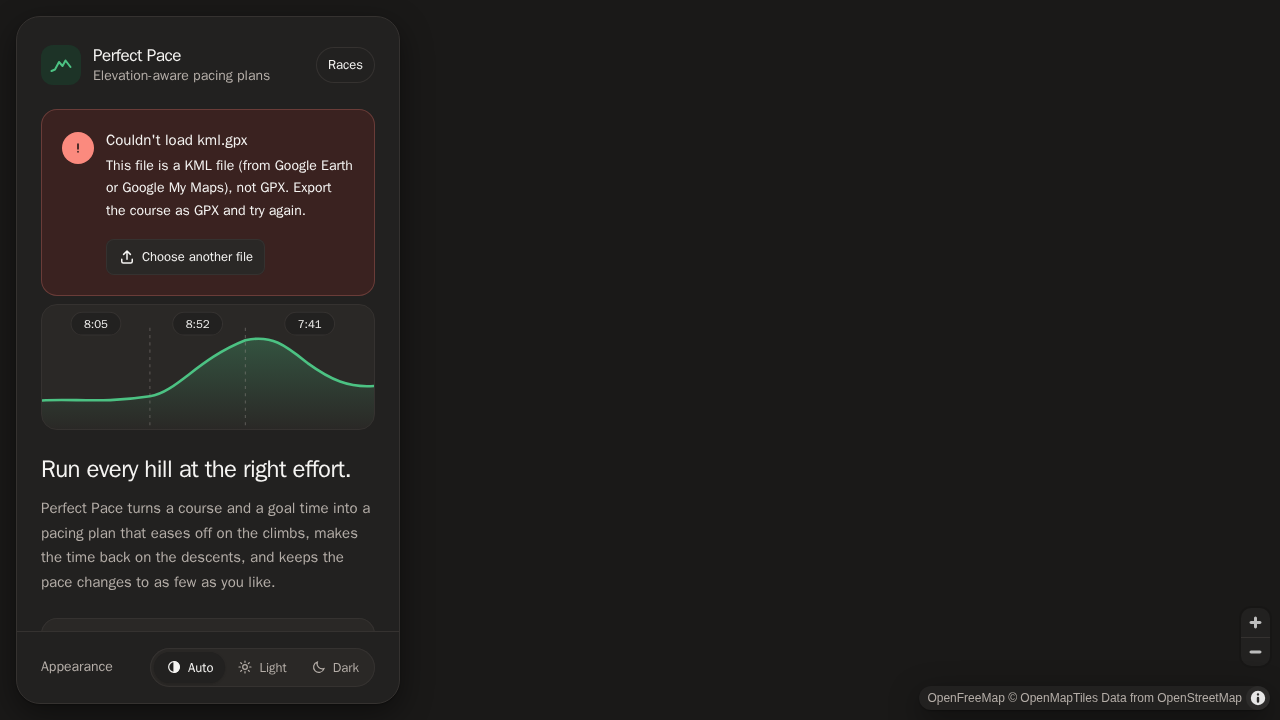 Perfect Pace
Elevation-aware pacing plans
Races
!
Couldn't load kml.gpx
This file is a KML file (from Google Earth
or Google My Maps), not GPX. Export
the course as GPX and try again.
Choose another file
8:05
8:52
7:41
Run every hill at the right effort.
Perfect Pace turns a course and a goal time into a
pacing plan that eases off on the climbs, makes
the time back on the descents, and keeps the
pace changes to as few as you like.
Appearance
Auto
Light
Dark
OpenFreeMap © OpenMapTiles Data from OpenStreetMap